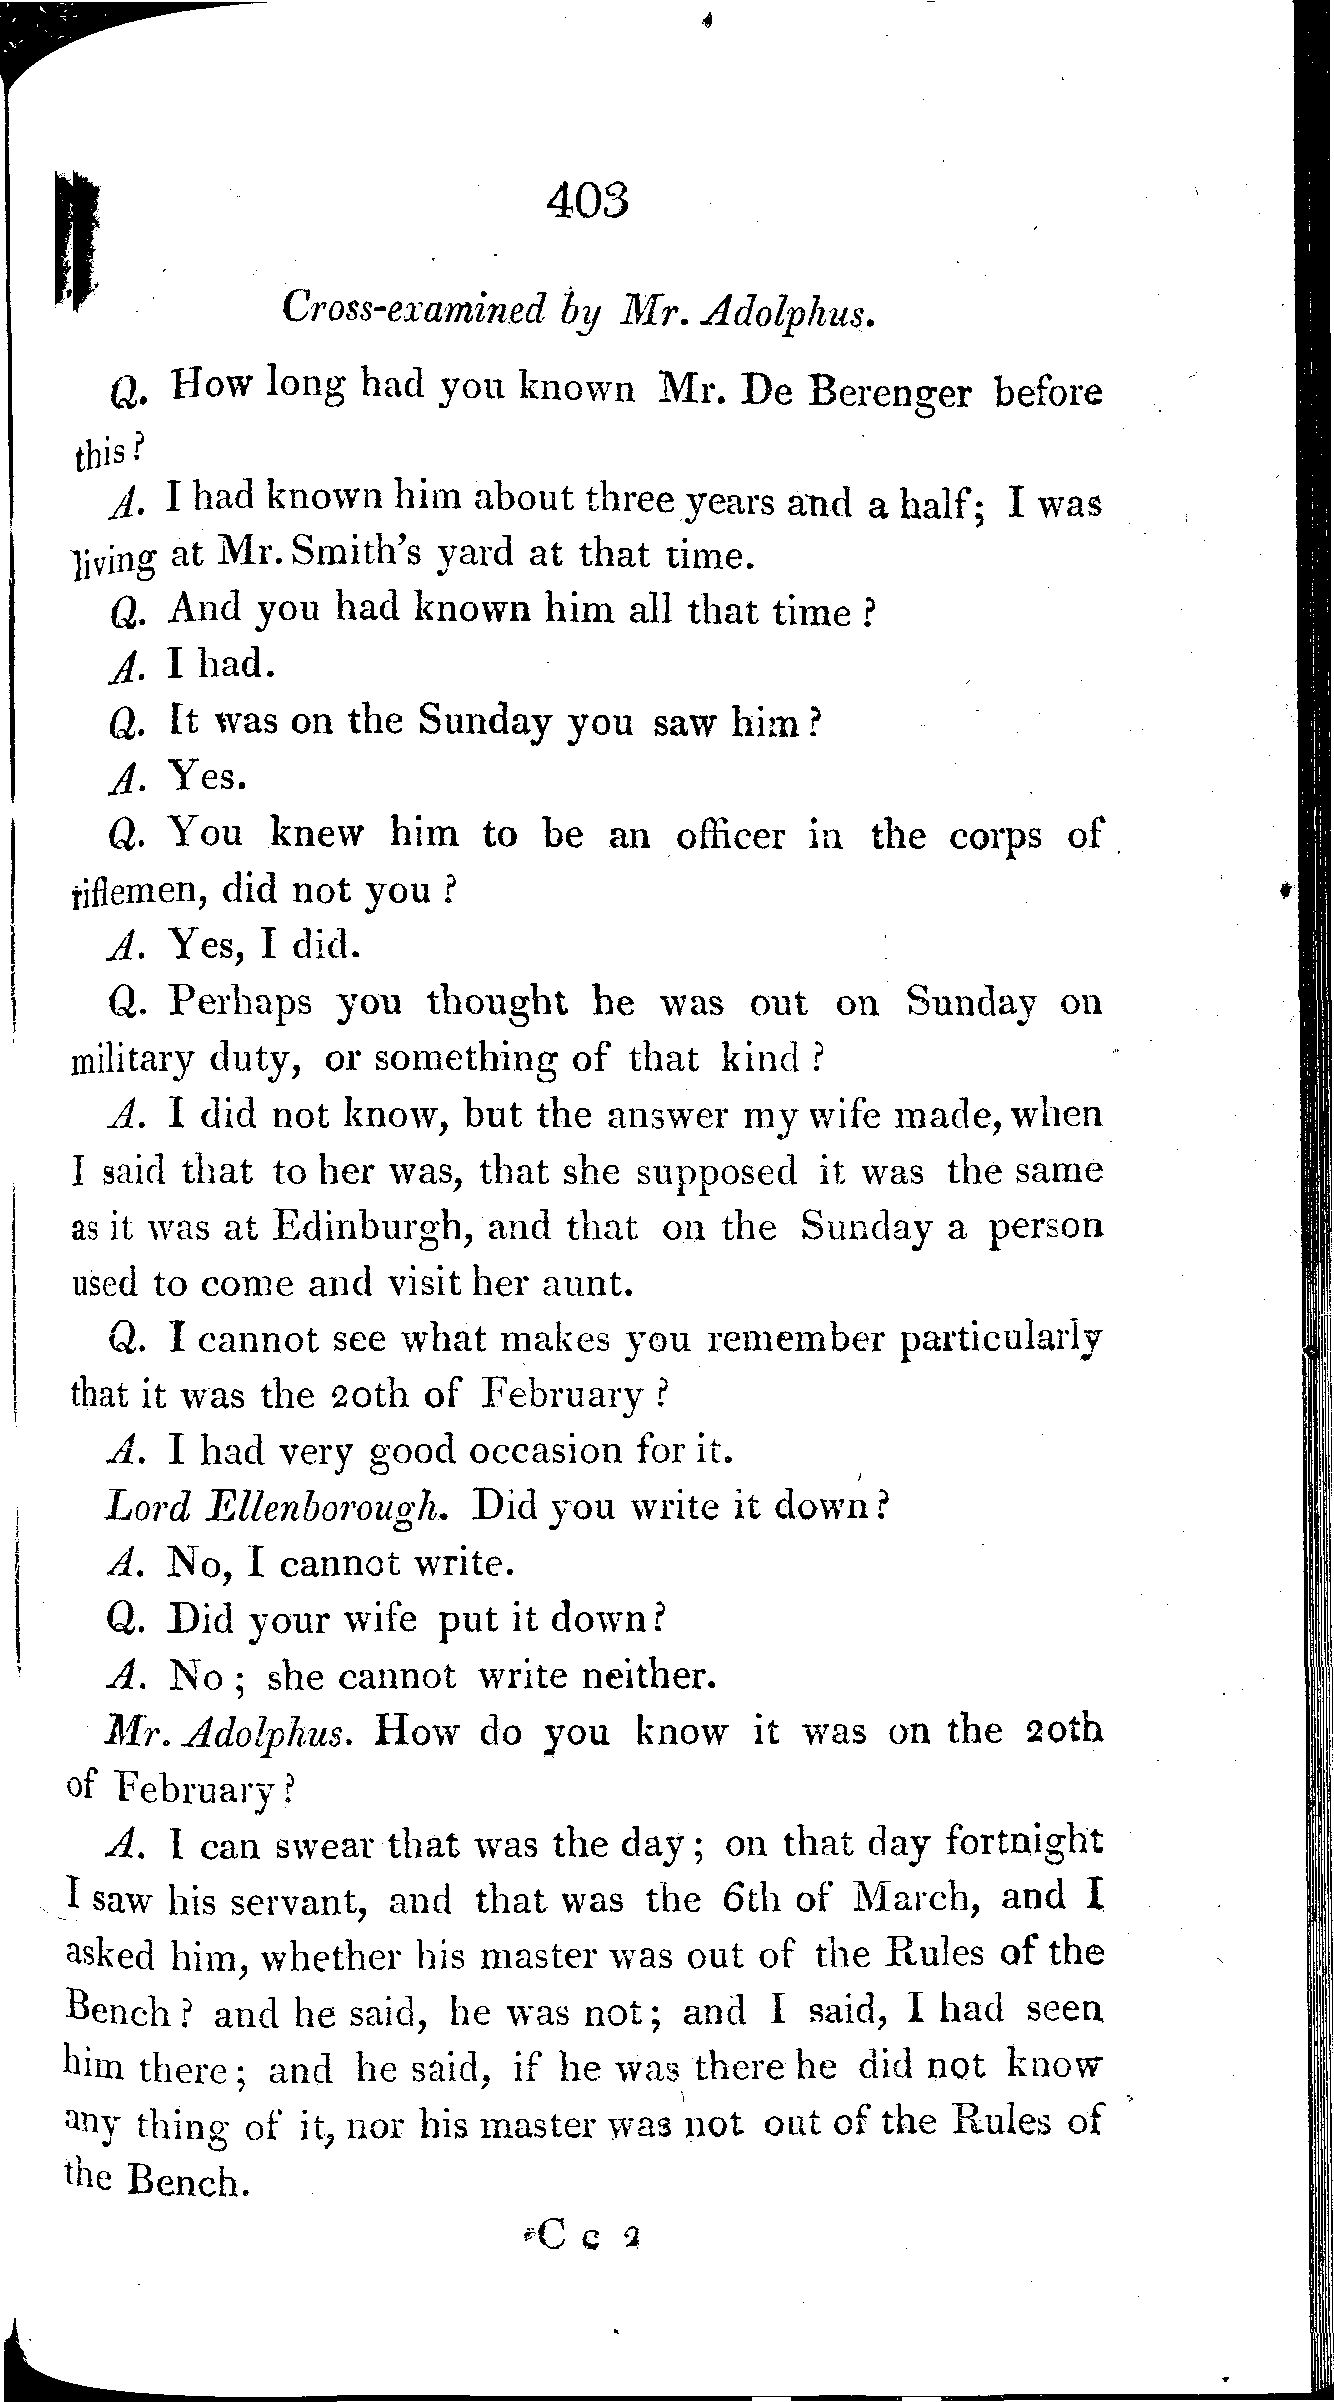 403
Cross-examined by Mr. Adolphus.
Q. How long had you known Mr. De Berenger before
this?
A. I had known him about three years and a half; I was
living at Mr. Smith's yard at that time.
Q. And you had known him all that time?
A. I had.
Q. It was on the Sunday you saw him?
A. Yes.
Q. You knew him to be an officer in the corps of
riflemen, did not you?
A. Yes, I did.
Q. Perhaps you thought he was out on Sunday on
military duty, or something of that kind?
A. I did not know, but the answer my wife made, when
I said that to her was, that she supposed it was the same
as it was at Edinburgh, and that on the Sunday a person
used to come and visit her aunt.
Q. I cannot see what makes you remember particularly
that it was the 20th of February?
A. I had very good occasion for it.
Lord Ellenborough. Did you write it down?
A. No, I cannot write.
Q. Did your wife put it down?
A. No; she cannot write neither.
Mr. Adolphus. How do you know it was on the 20th
of February?
A. I can swear that was the day; on that day fortnight
I saw his servant, and that was the 6th of March, and I
asked him, whether his master was out of the Rules of the
Bench? and he said, he was not; and I said, I had seen
him there; and he said, if he was there he did not know
any thing of it, nor his master was not out of the Rules of
the Bench.
*C c 2